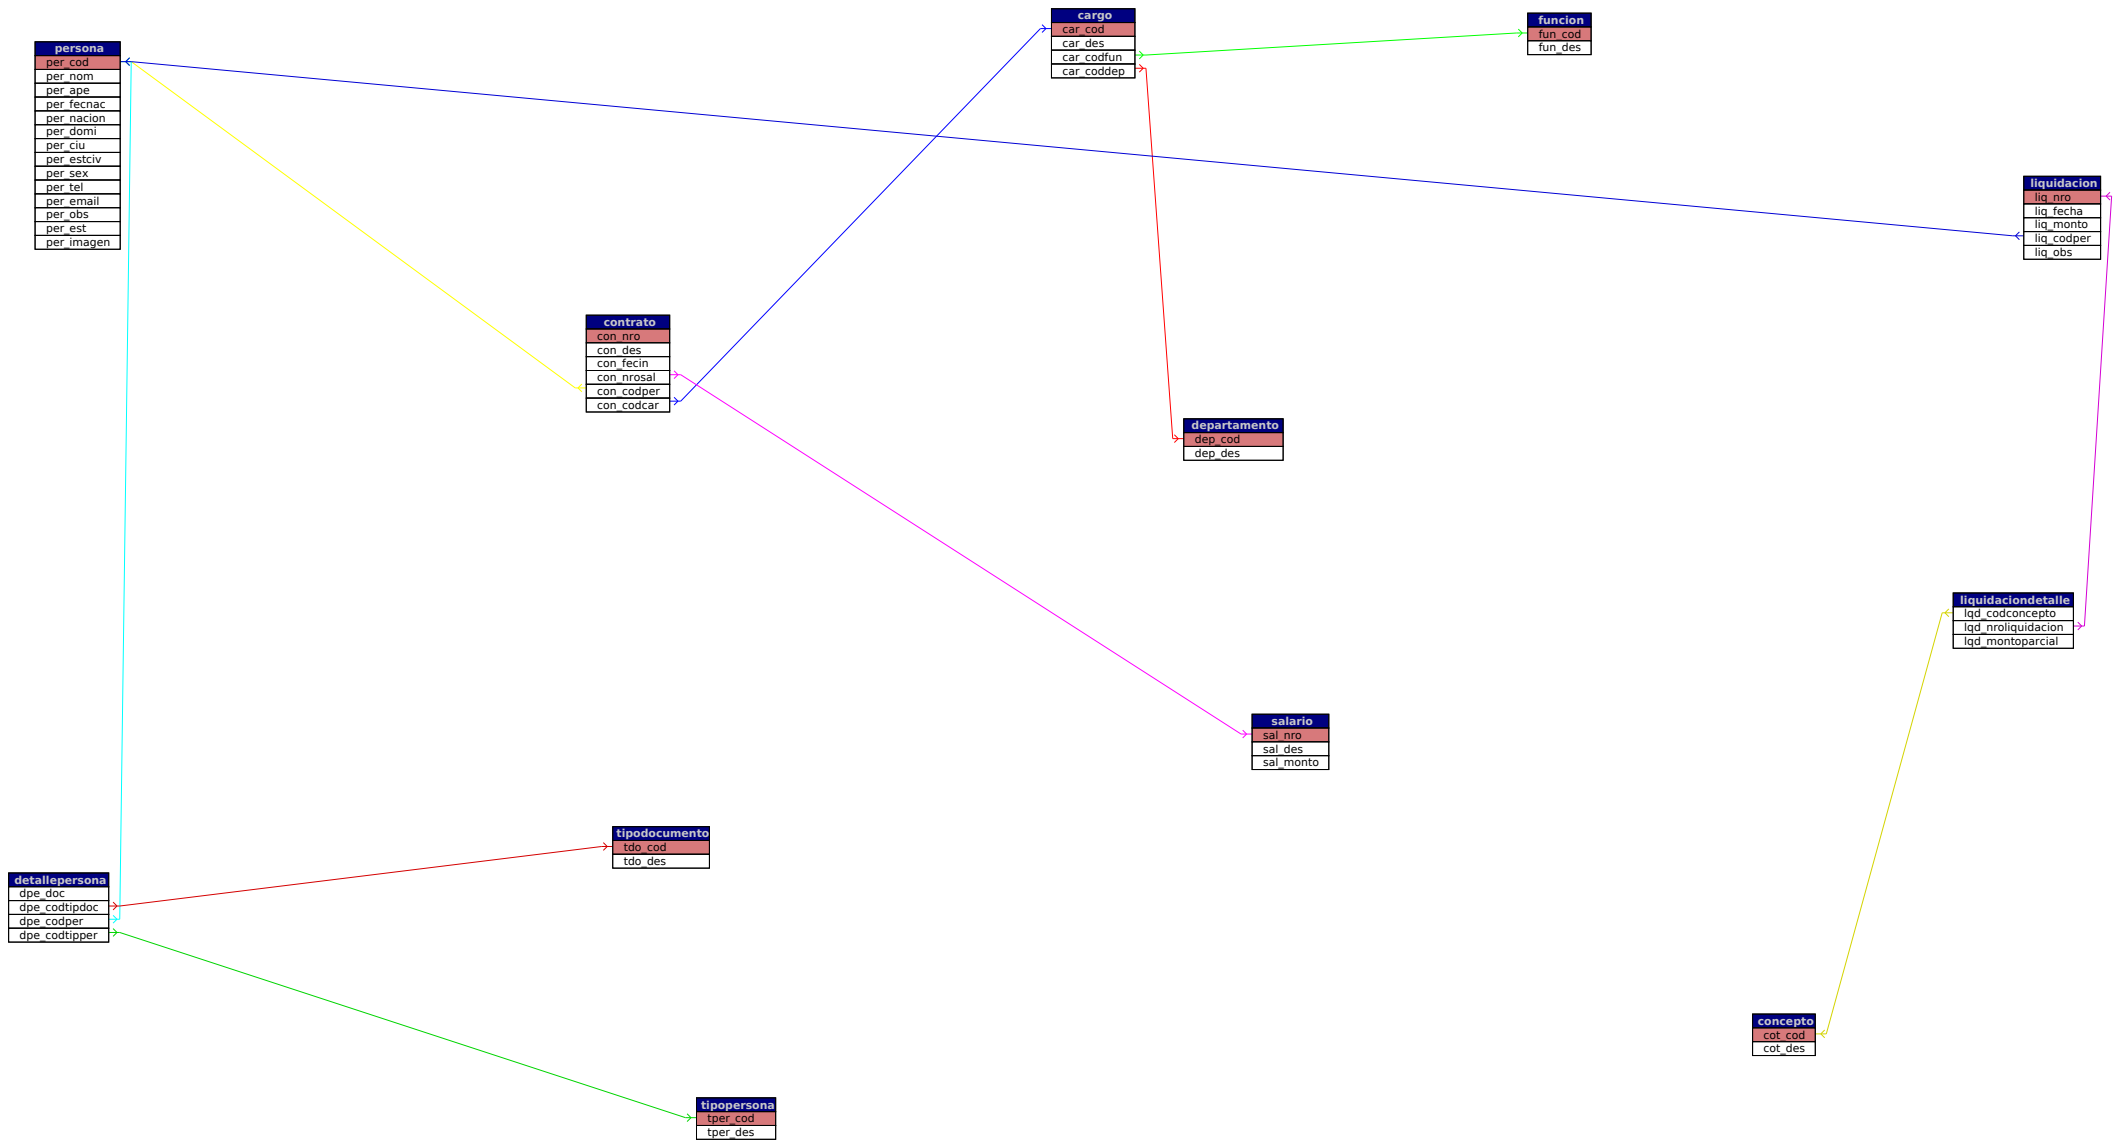 cargo
car_cod
car_des
car_codfun
car_coddep
funcion
fun_cod
fun_des
persona
per_cod
per_nom
per_ape
per_fecnac
per_nacion
per_domi
per_ciu
per_estciv
per_sex
per_tel
per_email
per_obs
per_est
per_imagen
liquidacion
liq_nro
liq_fecha
liq_monto
liq_codper
liq_obs
contrato
con_nro
con_des
con_fecin
con_nrosal
con_codper
con_codcar
departamento
dep_cod
dep_des
liquidaciondetalle
lqd_codconcepto
lqd_nroliquidacion
lqd_montoparcial
salario
sal_nro
sal_des
sal_monto
tipodocumento
tdo_cod
tdo_des
detallepersona
dpe_doc
dpe_codtipdoc
dpe_codper
dpe_codtipper
concepto
cot_cod
cot_des
tipopersona
tper_cod
tper_des